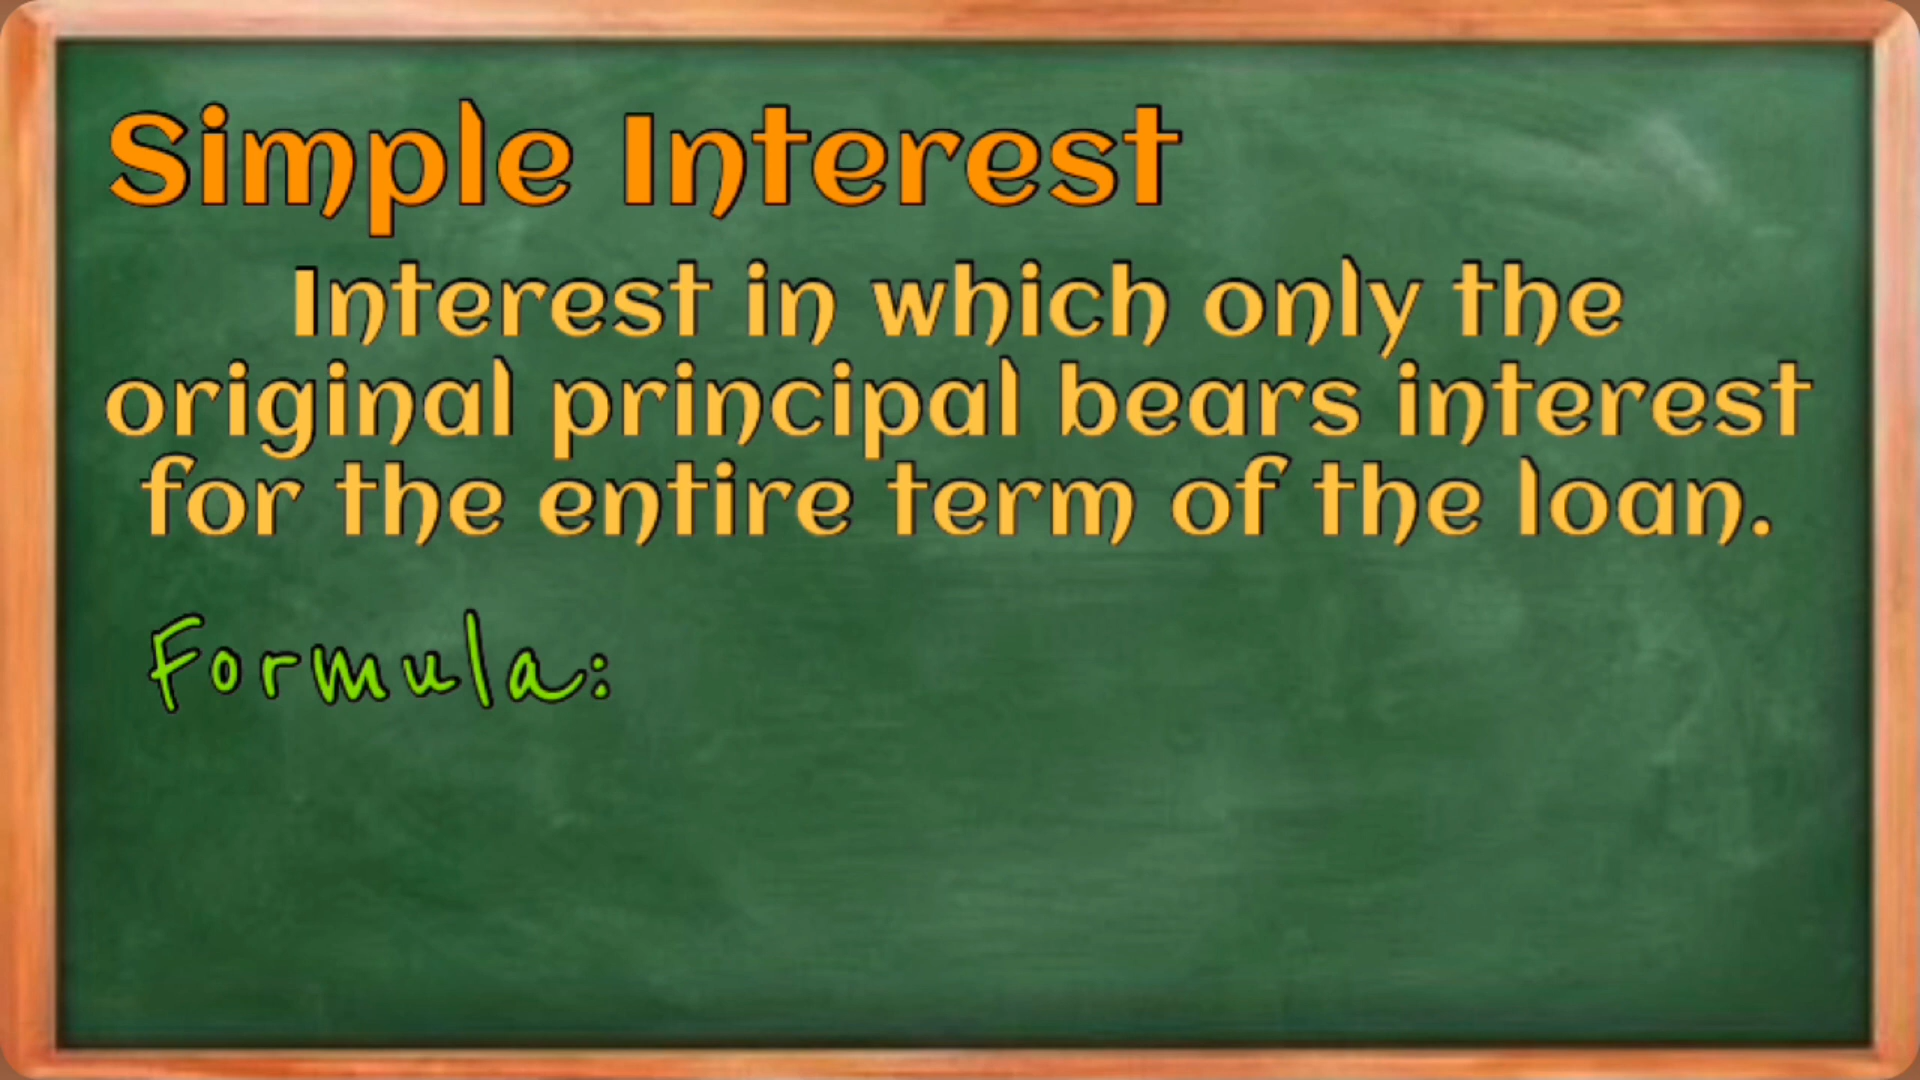 Simple Interest
Interest in which only the
original principal bears interest
for the entire term of the loan.
Formula: